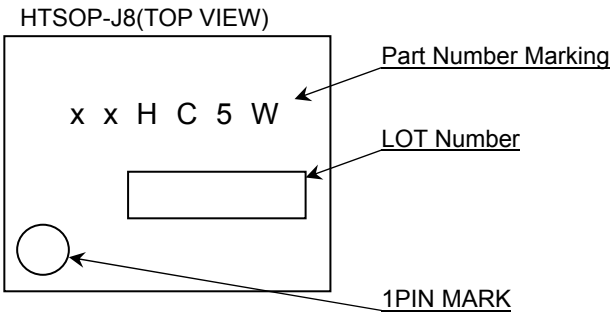 HTSOP-J8(TOP VIEW)
Part Number Marking
x x H C 5 W
LOT Number
1PIN MARK